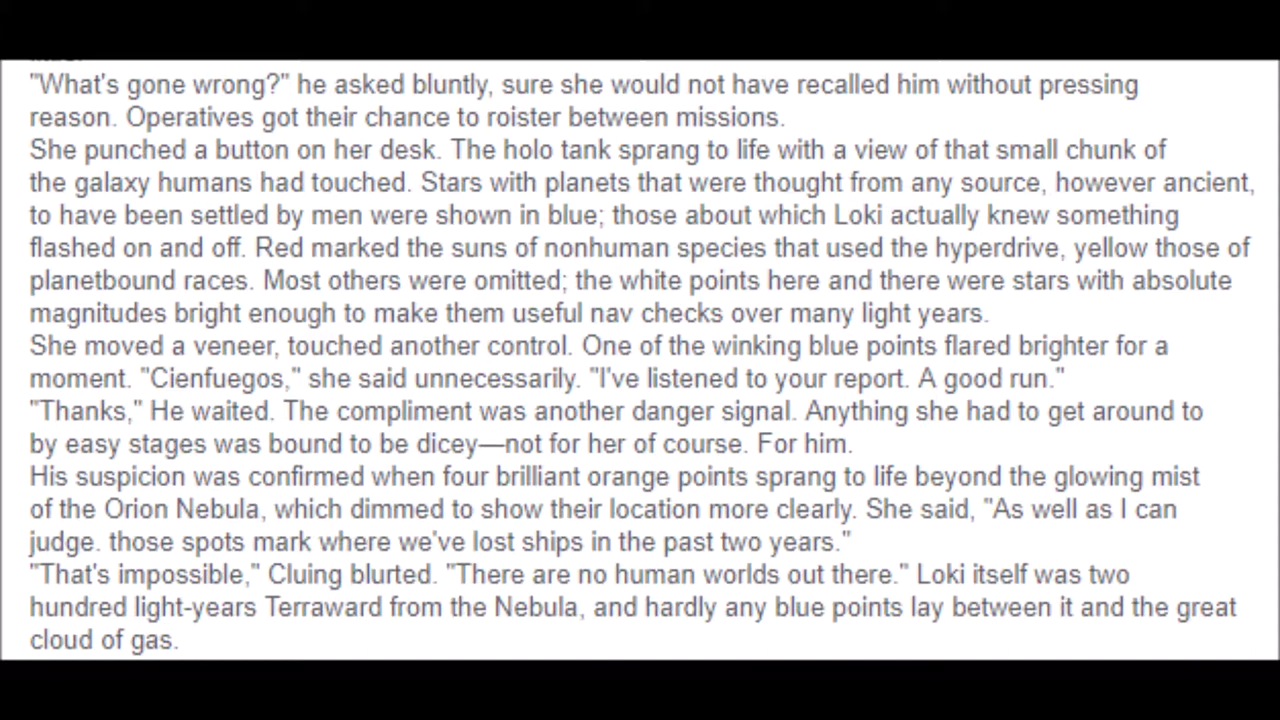 "What's gone wrong?" he asked bluntly, sure she would not have recalled him without pressing
reason. Operatives got their chance to roister between missions.
She punched a button on her desk. The holo tank sprang to life with a view of that small chunk of
the galaxy humans had touched. Stars with planets that were thought from any source, however ancient,
to have been settled by men were shown in blue; those about which Loki actually knew something
flashed on and off. Red marked the suns of nonhuman species that used the hyperdrive, yellow those of
planetbound races. Most others were omitted; the white points here and there were stars with absolute
magnitudes bright enough to make them useful nav checks over many light years.
She moved a veneer, touched another control. One of the winking blue points flared brighter for a
moment. "Cienfuegos," she said unnecessarily. "I've listened to your report. A good run."
"Thanks," He waited. The compliment was another danger signal. Anything she had to get around to
by easy stages was bound to be dicey—not for her of course. For him.
His suspicion was confirmed when four brilliant orange points sprang to life beyond the glowing mist
of the Orion Nebula, which dimmed to show their location more clearly. She said, "As well as I can
judge. those spots mark where we've lost ships in the past two years."
"That's impossible," Cluing blurted. "There are no human worlds out there." Loki itself was two
hundred light-years Terraward from the Nebula, and hardly any blue points lay between it and the great
cloud of gas.